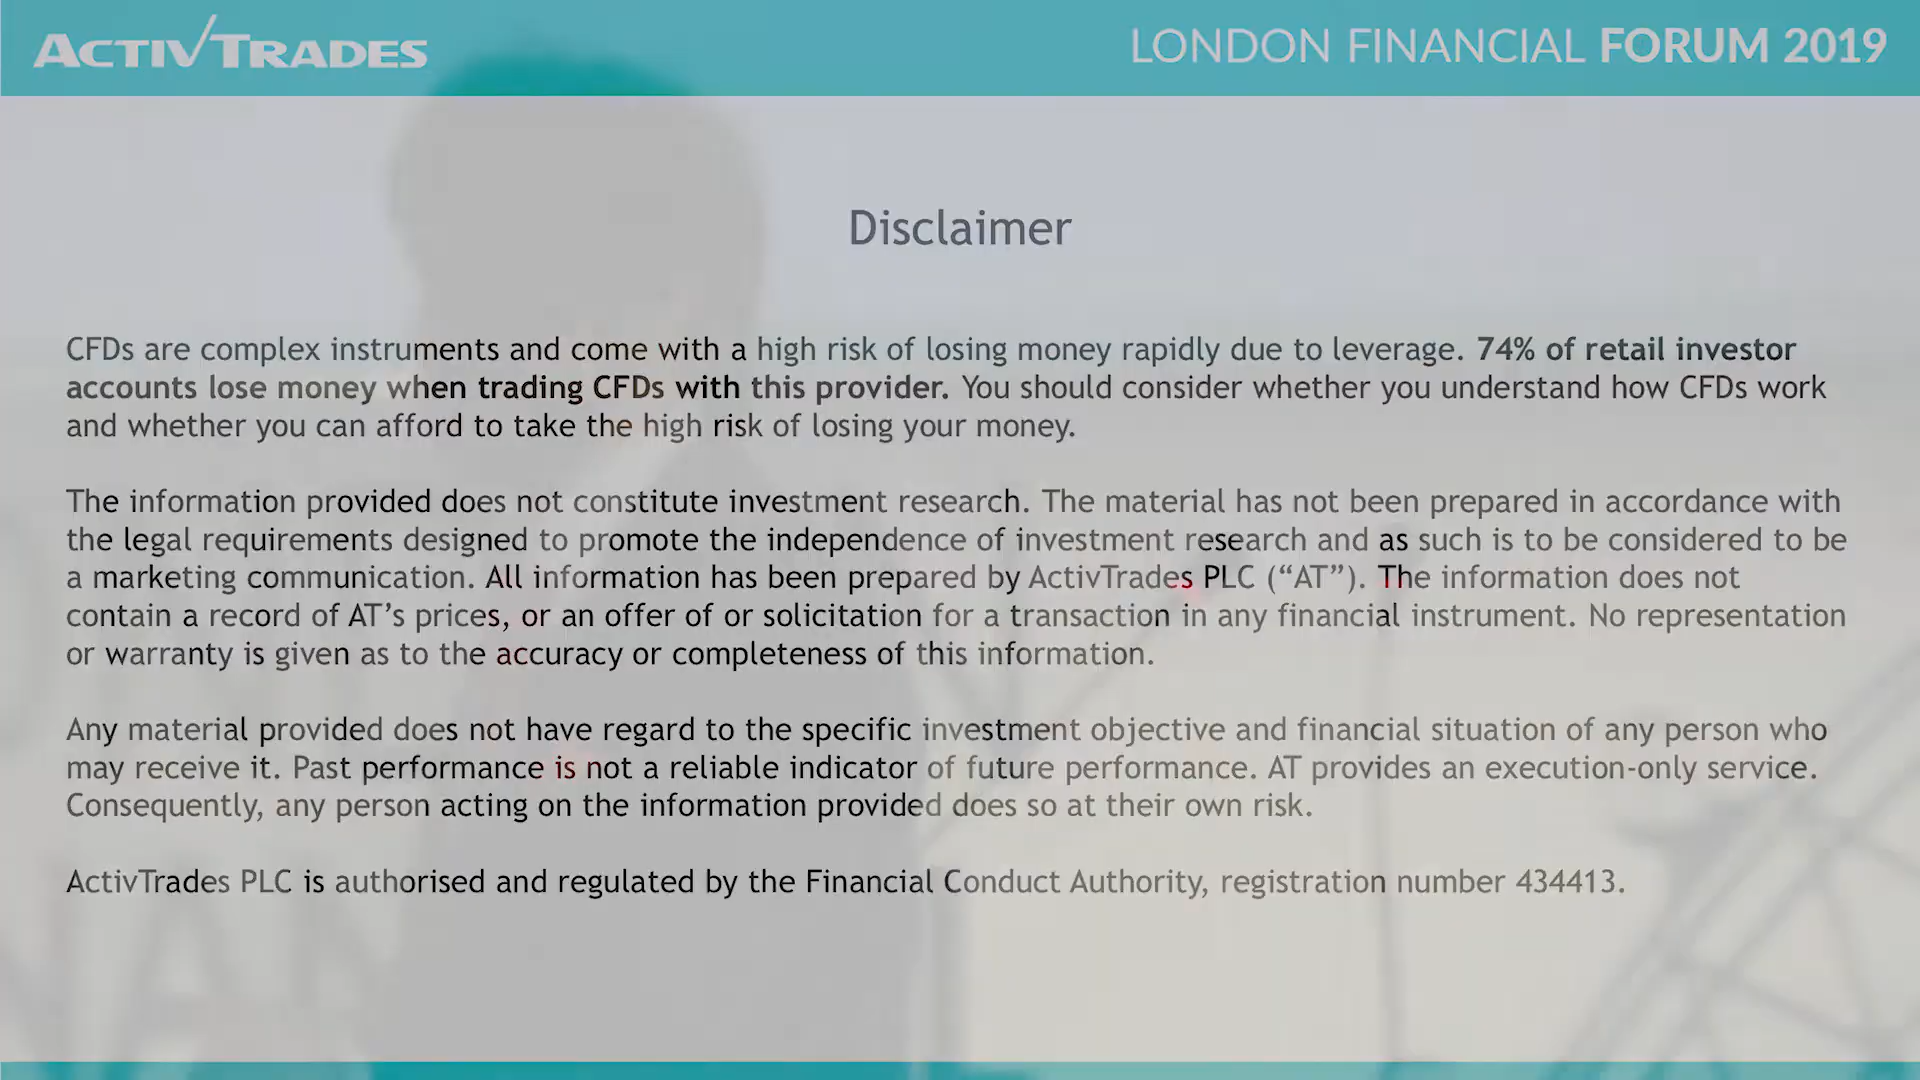 ACTIVTRADES
LONDON FINANCIAL FORUM 2019
Disclaimer
CFDs are complex instruments and come with a high risk of losing money rapidly due to leverage. 74% of retail investor
accounts lose money when trading CFDs with this provider. You should consider whether you understand how CFDs work
and whether you can afford to take the high risk of losing your money.
The information provided does not constitute investment research. The material has not been prepared in accordance with
the legal requirements designed to promote the independence of investment research and as such is to be considered to be
a marketing communication. All information has been prepared by ActivTrades PLC (“AT”). The information does not
contain a record of AT’s prices, or an offer of or solicitation for a transaction in any financial instrument. No representation
or warranty is given as to the accuracy or completeness of this information.
Any material provided does not have regard to the specific investment objective and financial situation of any person who
may receive it. Past performance is not a reliable indicator of future performance. AT provides an execution-only service.
Consequently, any person acting on the information provided does so at their own risk.
ActivTrades PLC is authorised and regulated by the Financial Conduct Authority, registration number 434413.